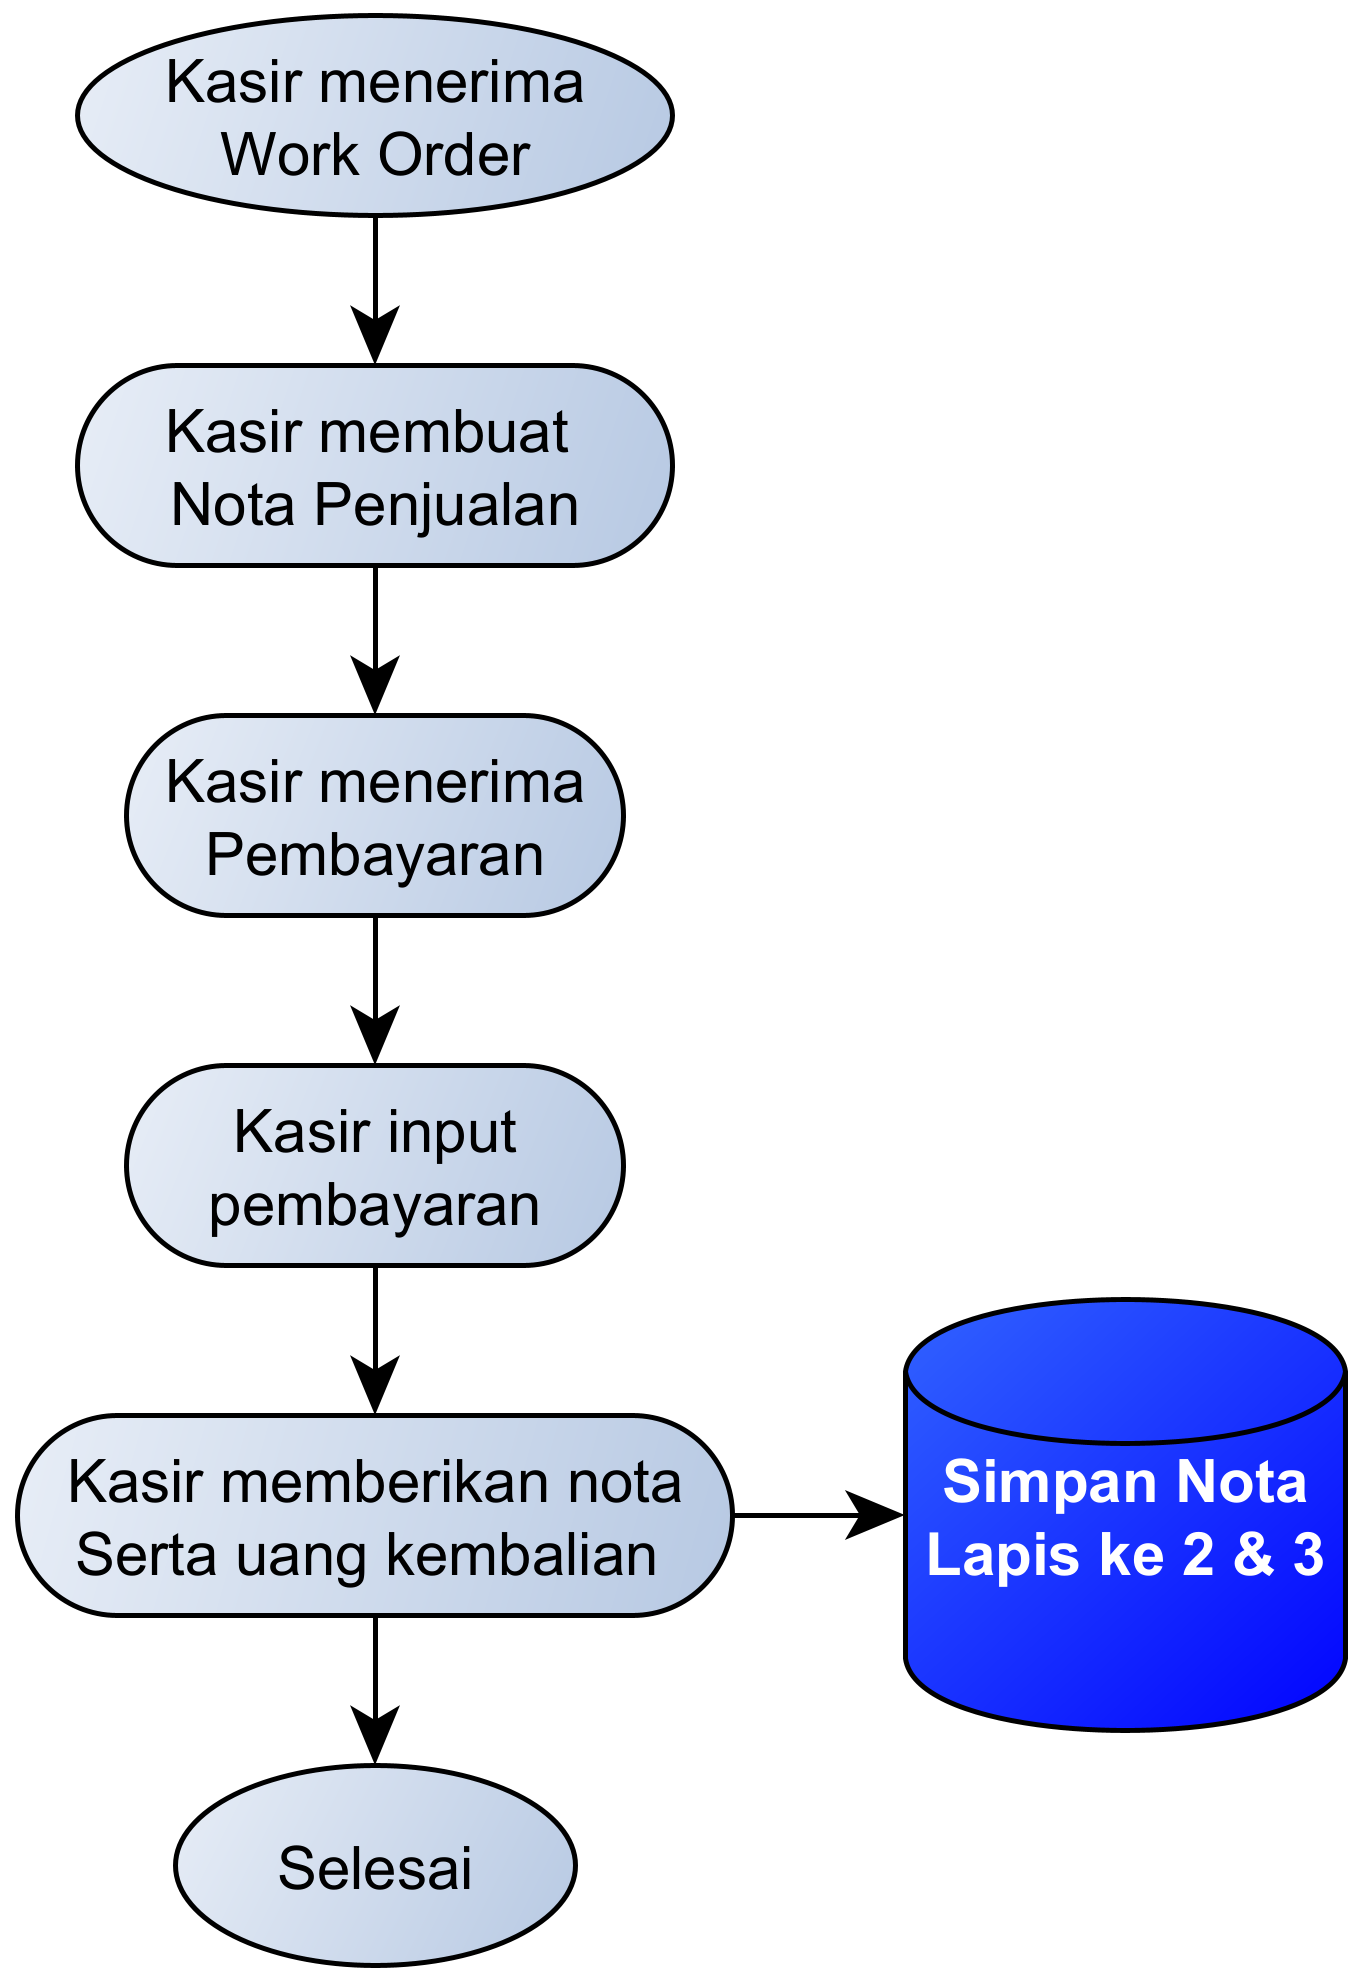 Kasir menerima
Work Order
Kasir membuat
Nota Penjualan
Kasir menerima
Pembayaran
Kasir input
pembayaran
Kasir memberikan nota
Serta uang kembalian
Simpan Nota
Lapis ke 2 & 3
Selesai